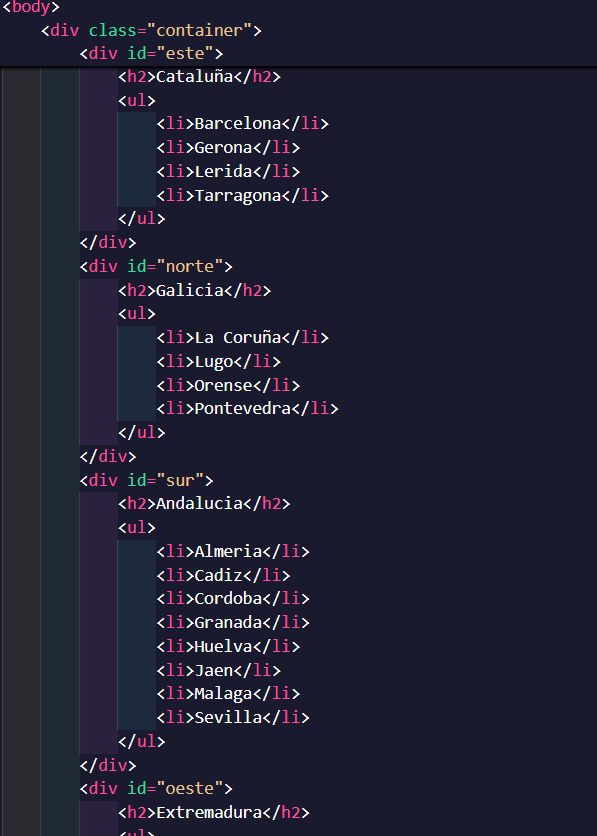 <body>
<div class="container">
<div id="este">
<h2>Cataluña</h2>
<ul>
<li>Barcelona</li>
<li>Gerona</li>
<li>Lerida</li>
<li>Tarragona</li>
</ul>
</div>
<div id="norte">
<h2>Galicia</h2>
<ul>
<li>La Coruña</li>
<li>Lugo</li>
<li>Orense</li>
<li>Pontevedra</li>
</ul>
</div>
<div id="sur">
<h2>Andalucia</h2>
<ul>
<li>Almeria</li>
<li>Cadiz</li>
<li>Cordoba</li>
<li>Granada</li>
<li>Huelva</li>
<li>Jaen</li>
<li>Malaga</li>
<li>Sevilla</li>
</ul>
</div>
<div id="oeste">
<h2>Extremadura</h2>